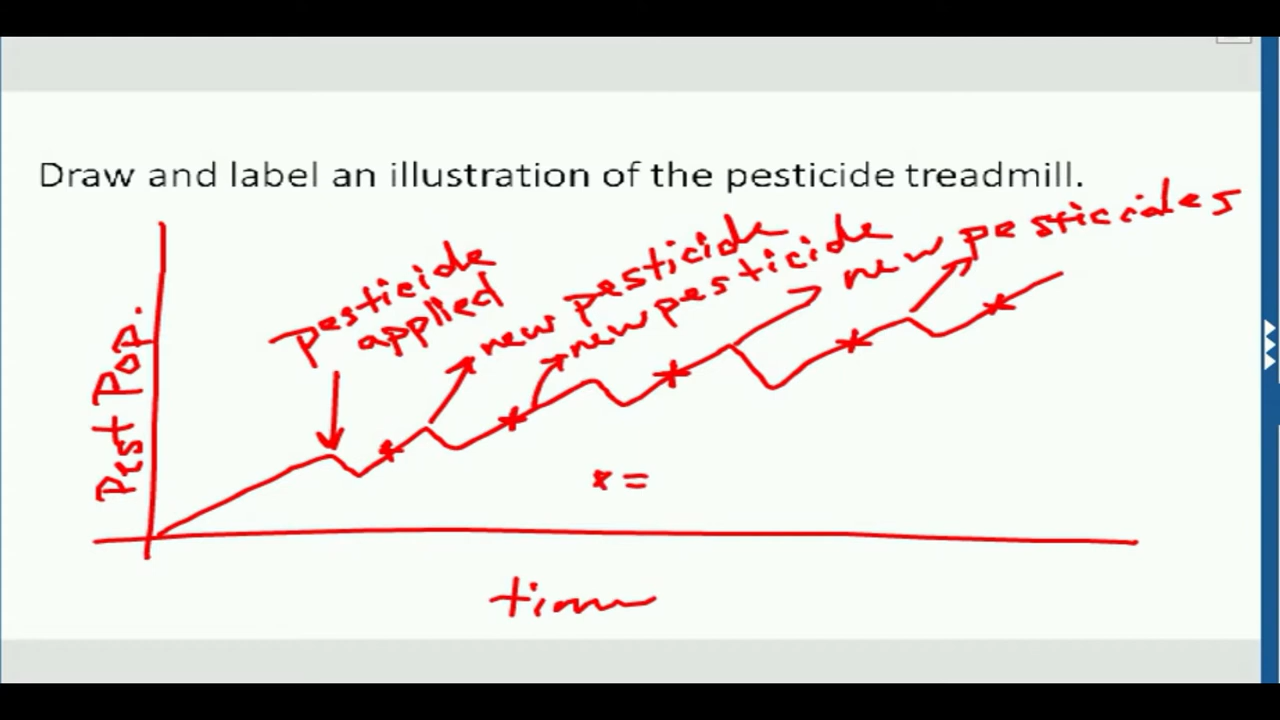 Draw and label an illustration of the pesticide treadmill.
pesticide
applied
new pesticide
new pesticide
new pesticides
Pest Pop.
* =
time